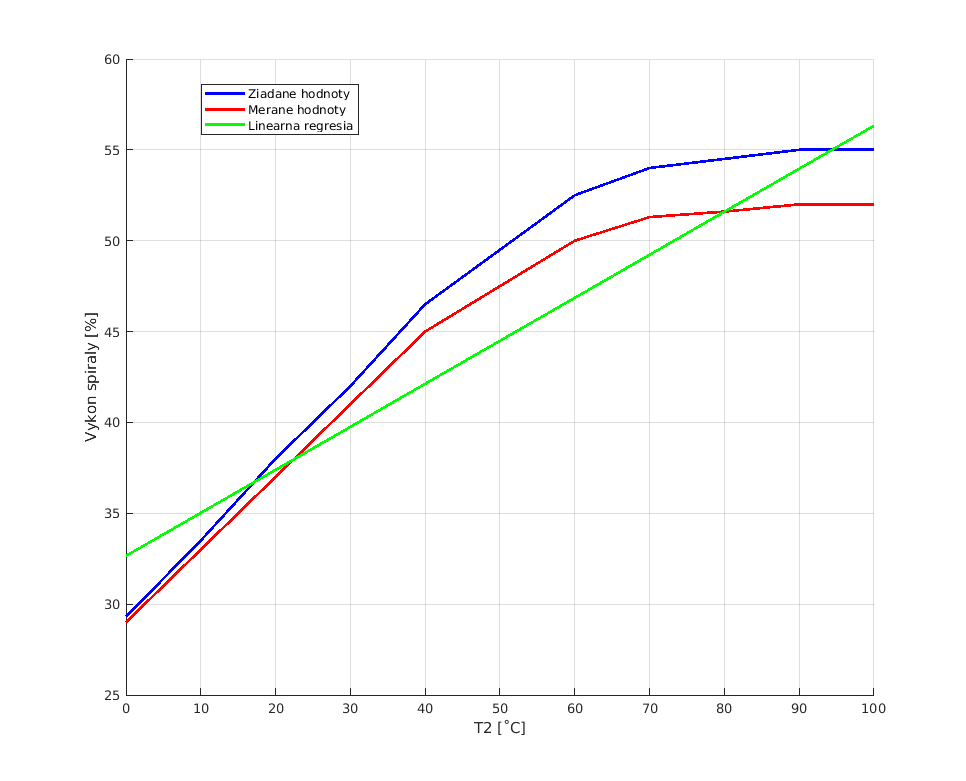 60
55
50
45
40
35
30
25
Vykon spiraly [%]
Ziadane hodnoty
Merane hodnoty
Linearna regresia
0 10 20 30 40 50 60 70 80 90 100
T2 [˚C]